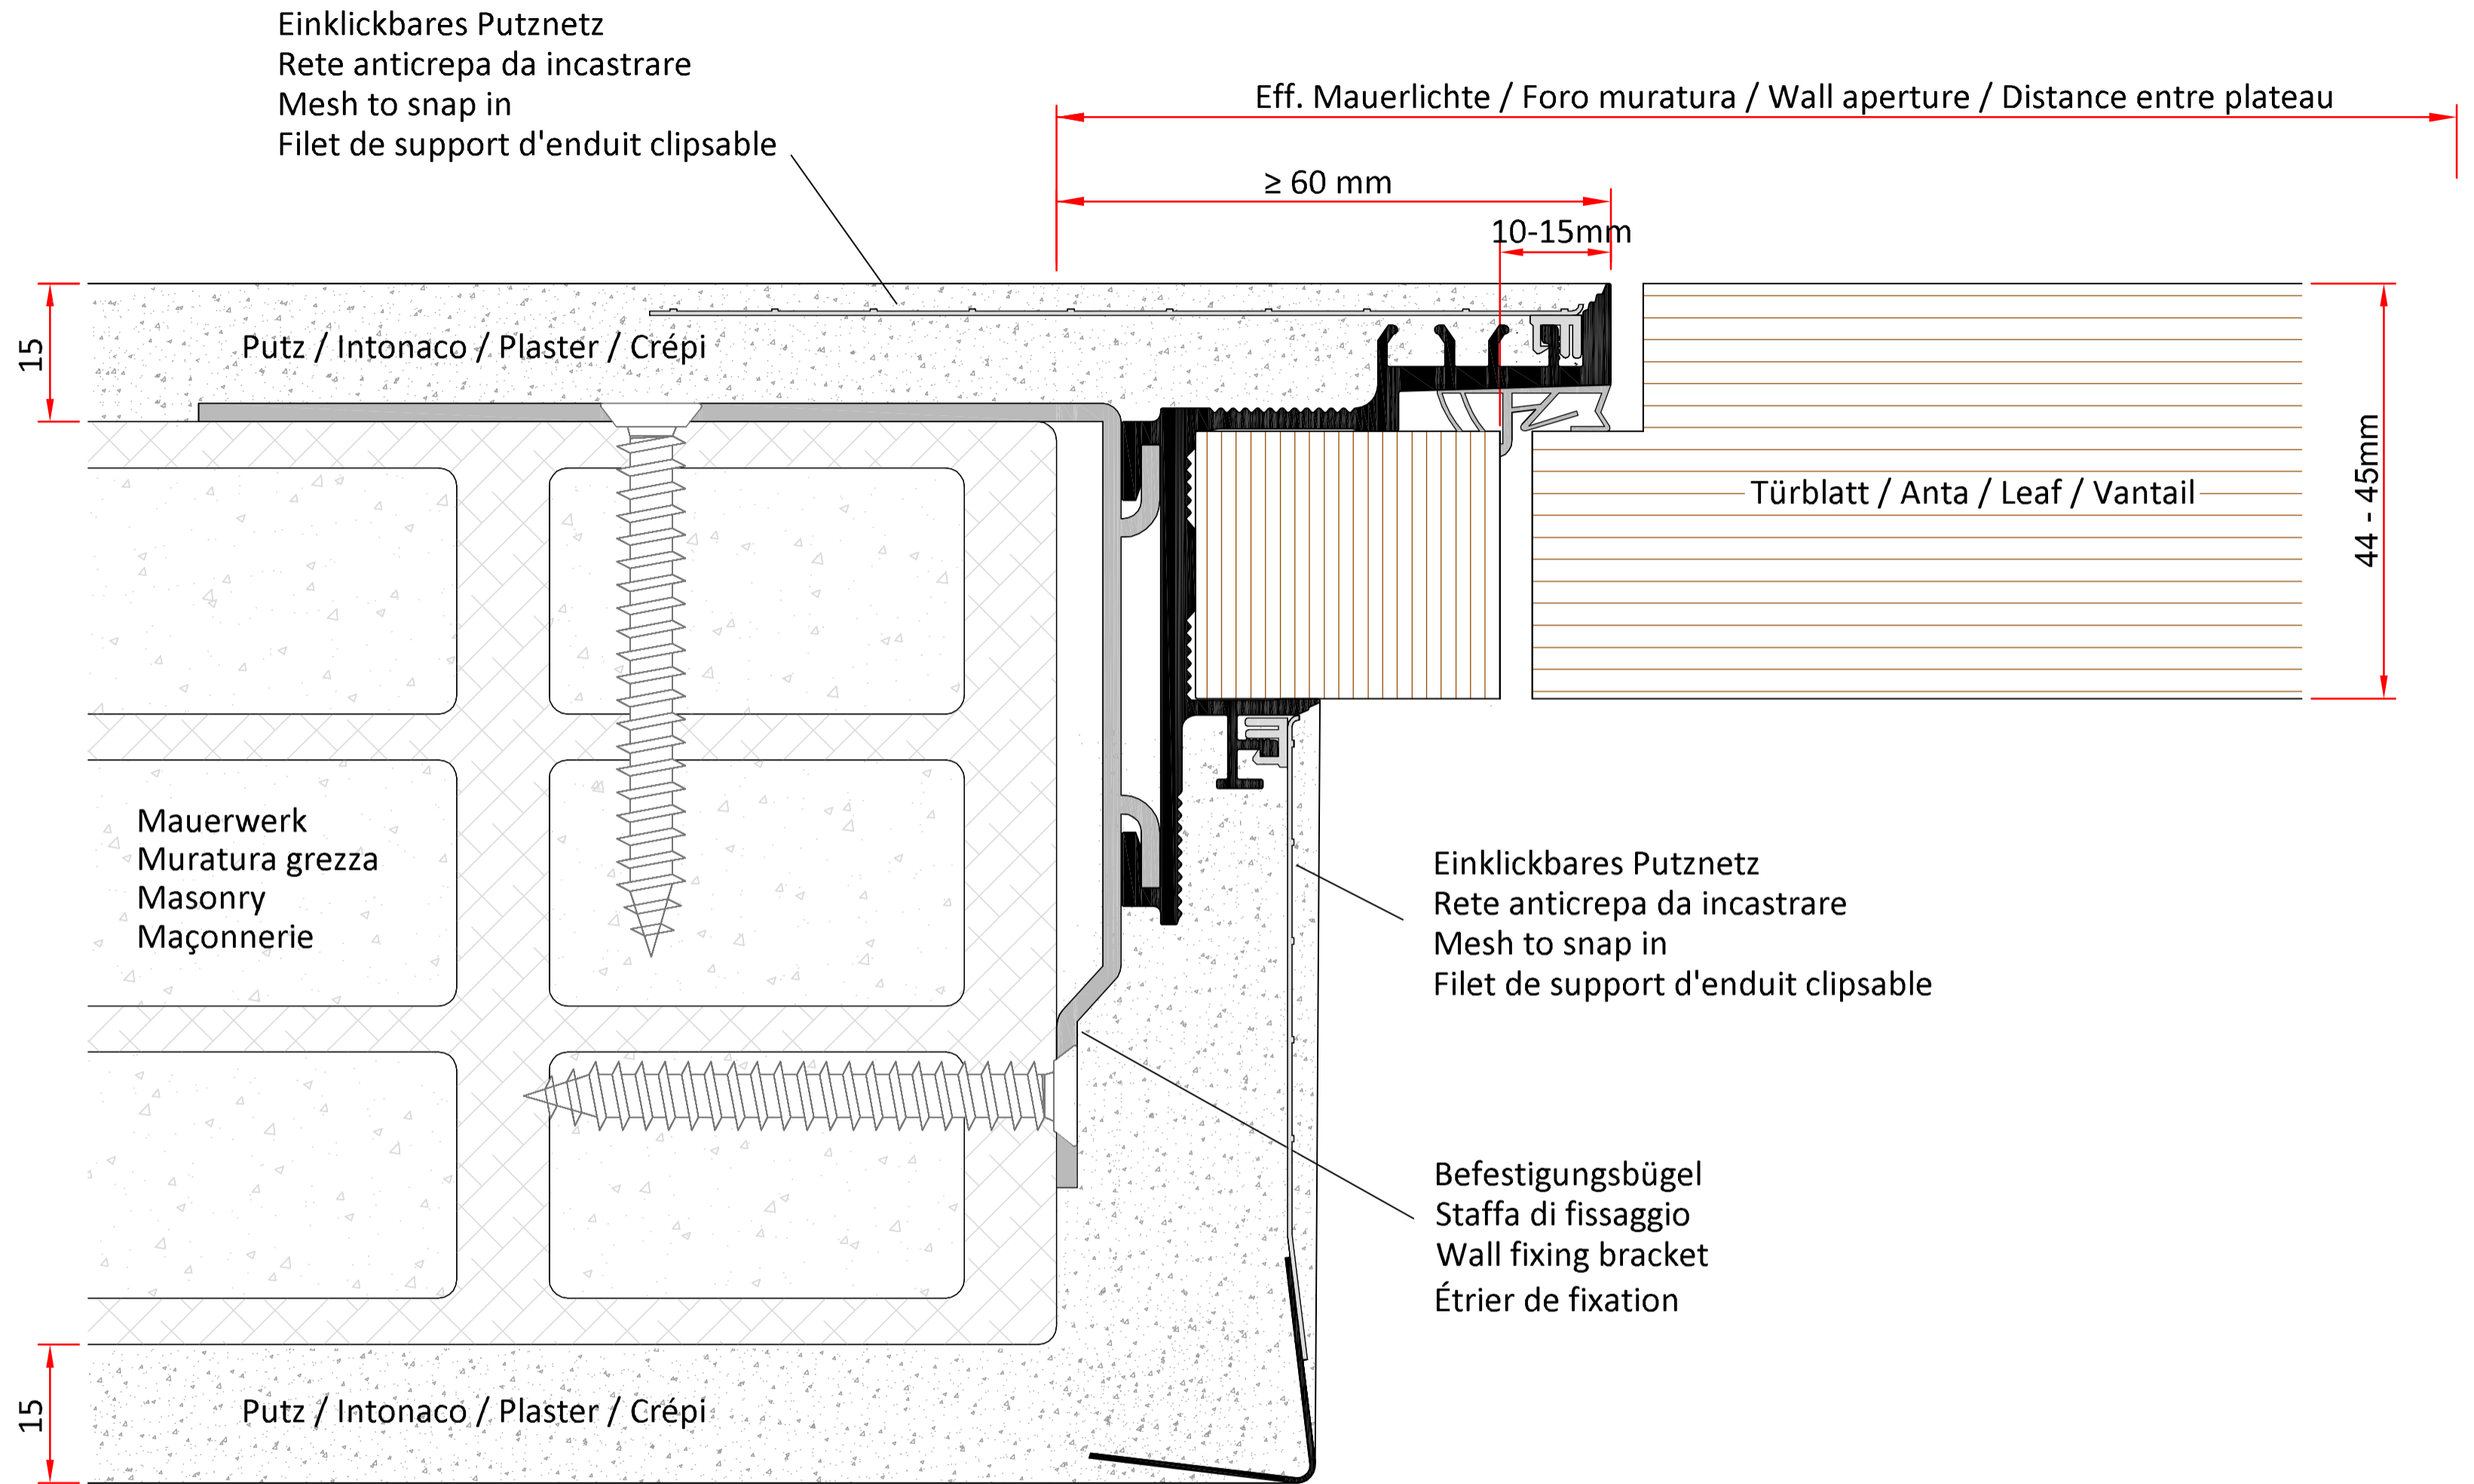 Einklickbares Putznetz
Rete anticrepa da incastrare
Mesh to snap in
Filet de support d'enduit clipsable
Eff. Mauerlichte / Foro muratura / Wall aperture / Distance entre plateau
≥ 60 mm
10-15mm
15
Putz / Intonaco / Plaster / Crépi
Türblatt / Anta / Leaf / Vantail
44 - 45mm
Mauerwerk
Muratura grezza
Masonry
Maçonnerie
Einklickbares Putznetz
Rete anticrepa da incastrare
Mesh to snap in
Filet de support d'enduit clipsable
Befestigungsbügel
Staffa di fissaggio
Wall fixing bracket
Étrier de fixation
15
Putz / Intonaco / Plaster / Crépi